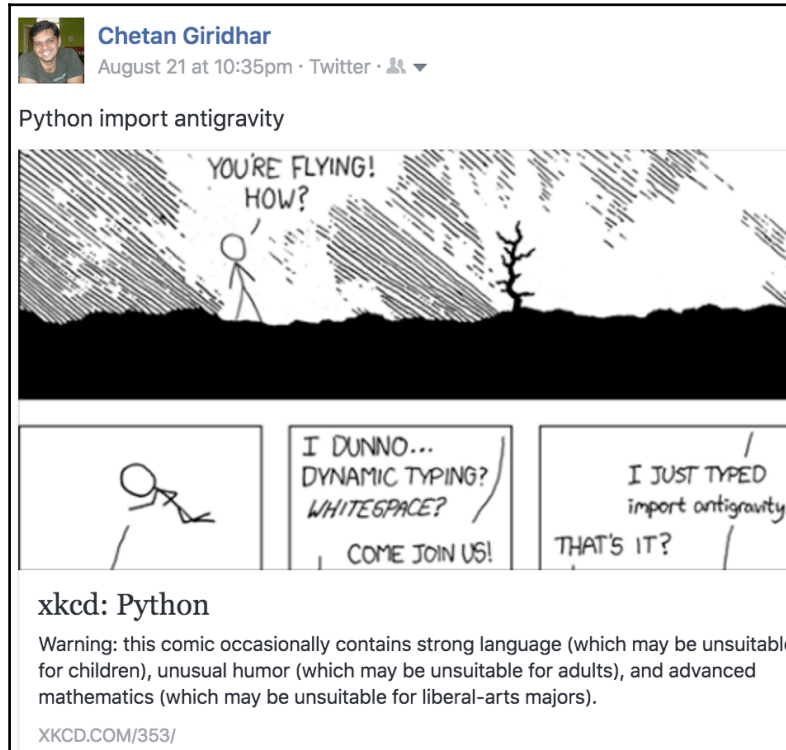 Chetan Giridhar
August 21 at 10:35pm · Twitter ·
Python import antigravity
YOU'RE FLYING!
HOW?
I DUNNO...
DYNAMIC TYPING?
WHITESPACE?
COME JOIN US!
I JUST TYPED
import antigravity
THAT'S IT?
xkcd: Python
Warning: this comic occasionally contains strong language (which may be unsuitable
for children), unusual humor (which may be unsuitable for adults), and advanced
mathematics (which may be unsuitable for liberal-arts majors).
XKCD.COM/353/